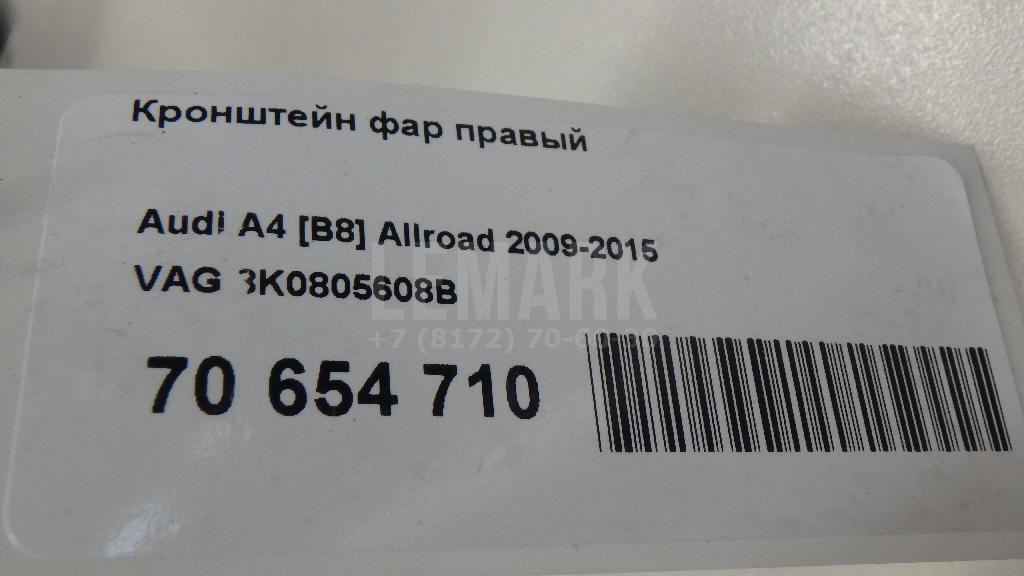 Кронштейн фар правый
Audi A4 [B8] Allroad 2009-2015
VAG 8K0805608B
LEMARK
70 654 710